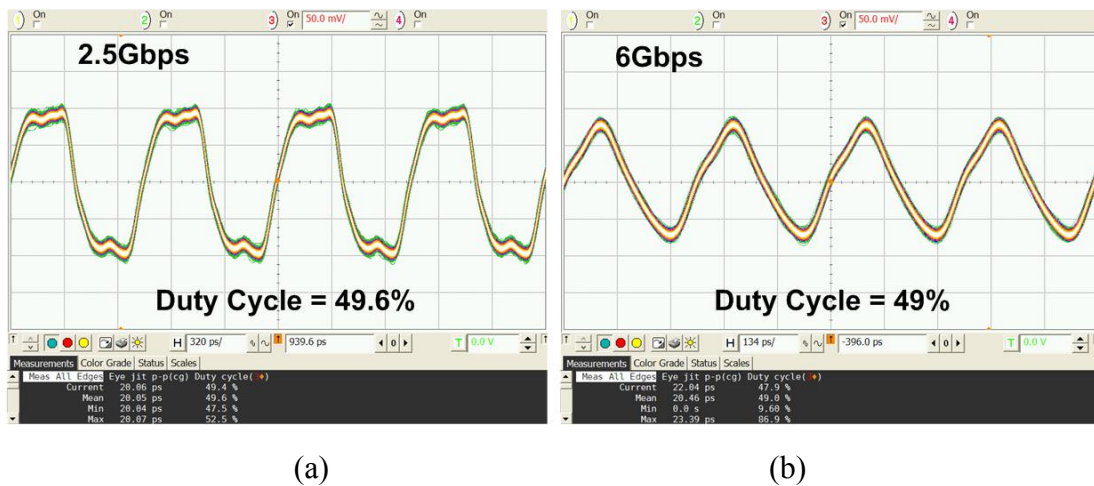 1 On 2 On 3 On 50.0 mV/ 4 On
2.5Gbps
Duty Cycle = 49.6%
H 320 ps/ 939.6 ps 0 T 0.0 V
Measurements Color Grade Status Scales
Meas All Edges Eye jit p-p(cg) Duty cycle(3)
Current 20.06 ps 49.4 %
Mean 20.05 ps 49.6 %
Min 20.04 ps 47.5 %
Max 20.07 ps 52.5 %
(a)
1 On 2 On 3 On 50.0 mV/ 4 On
6Gbps
Duty Cycle = 49%
H 134 ps/ -396.0 ps 0 T 0.0 V
Measurements Color Grade Status Scales
Meas All Edges Eye jit p-p(cg) Duty cycle(3)
Current 22.04 ps 47.9 %
Mean 20.46 ps 49.0 %
Min 0.0 s 9.60 %
Max 23.39 ps 86.9 %
(b)